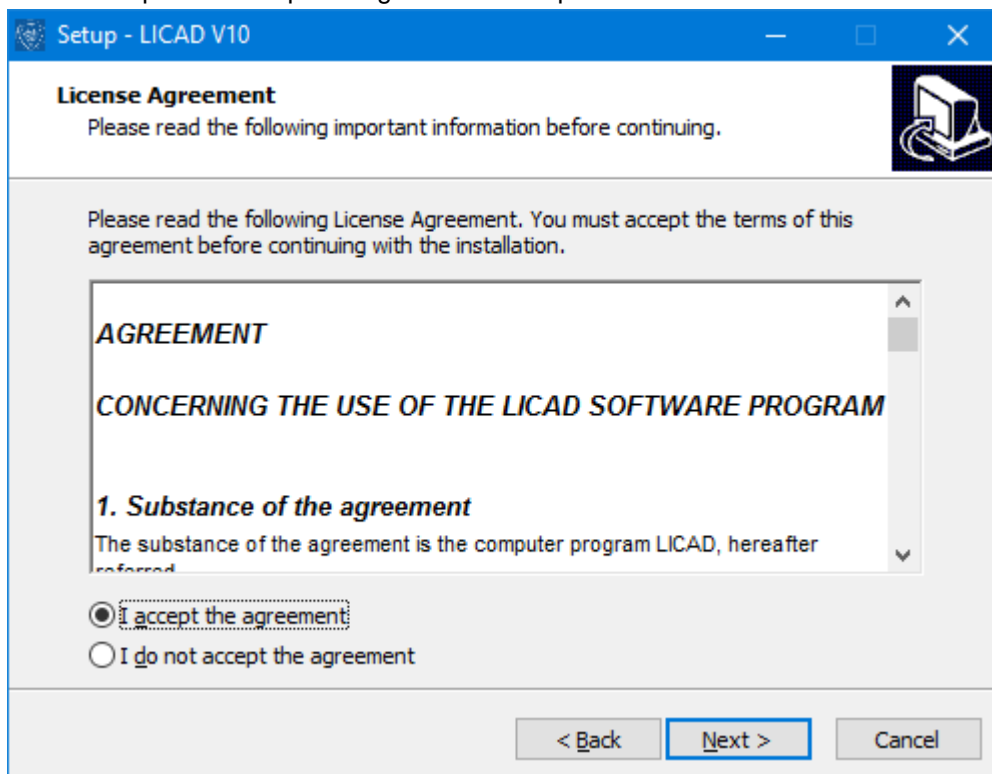 Setup - LICAD V10
License Agreement
Please read the following important information before continuing.
Please read the following License Agreement. You must accept the terms of this
agreement before continuing with the installation.
AGREEMENT
CONCERNING THE USE OF THE LICAD SOFTWARE PROGRAM
1. Substance of the agreement
The substance of the agreement is the computer program LICAD, hereafter
referred
I accept the agreement
I do not accept the agreement
< Back
Next >
Cancel